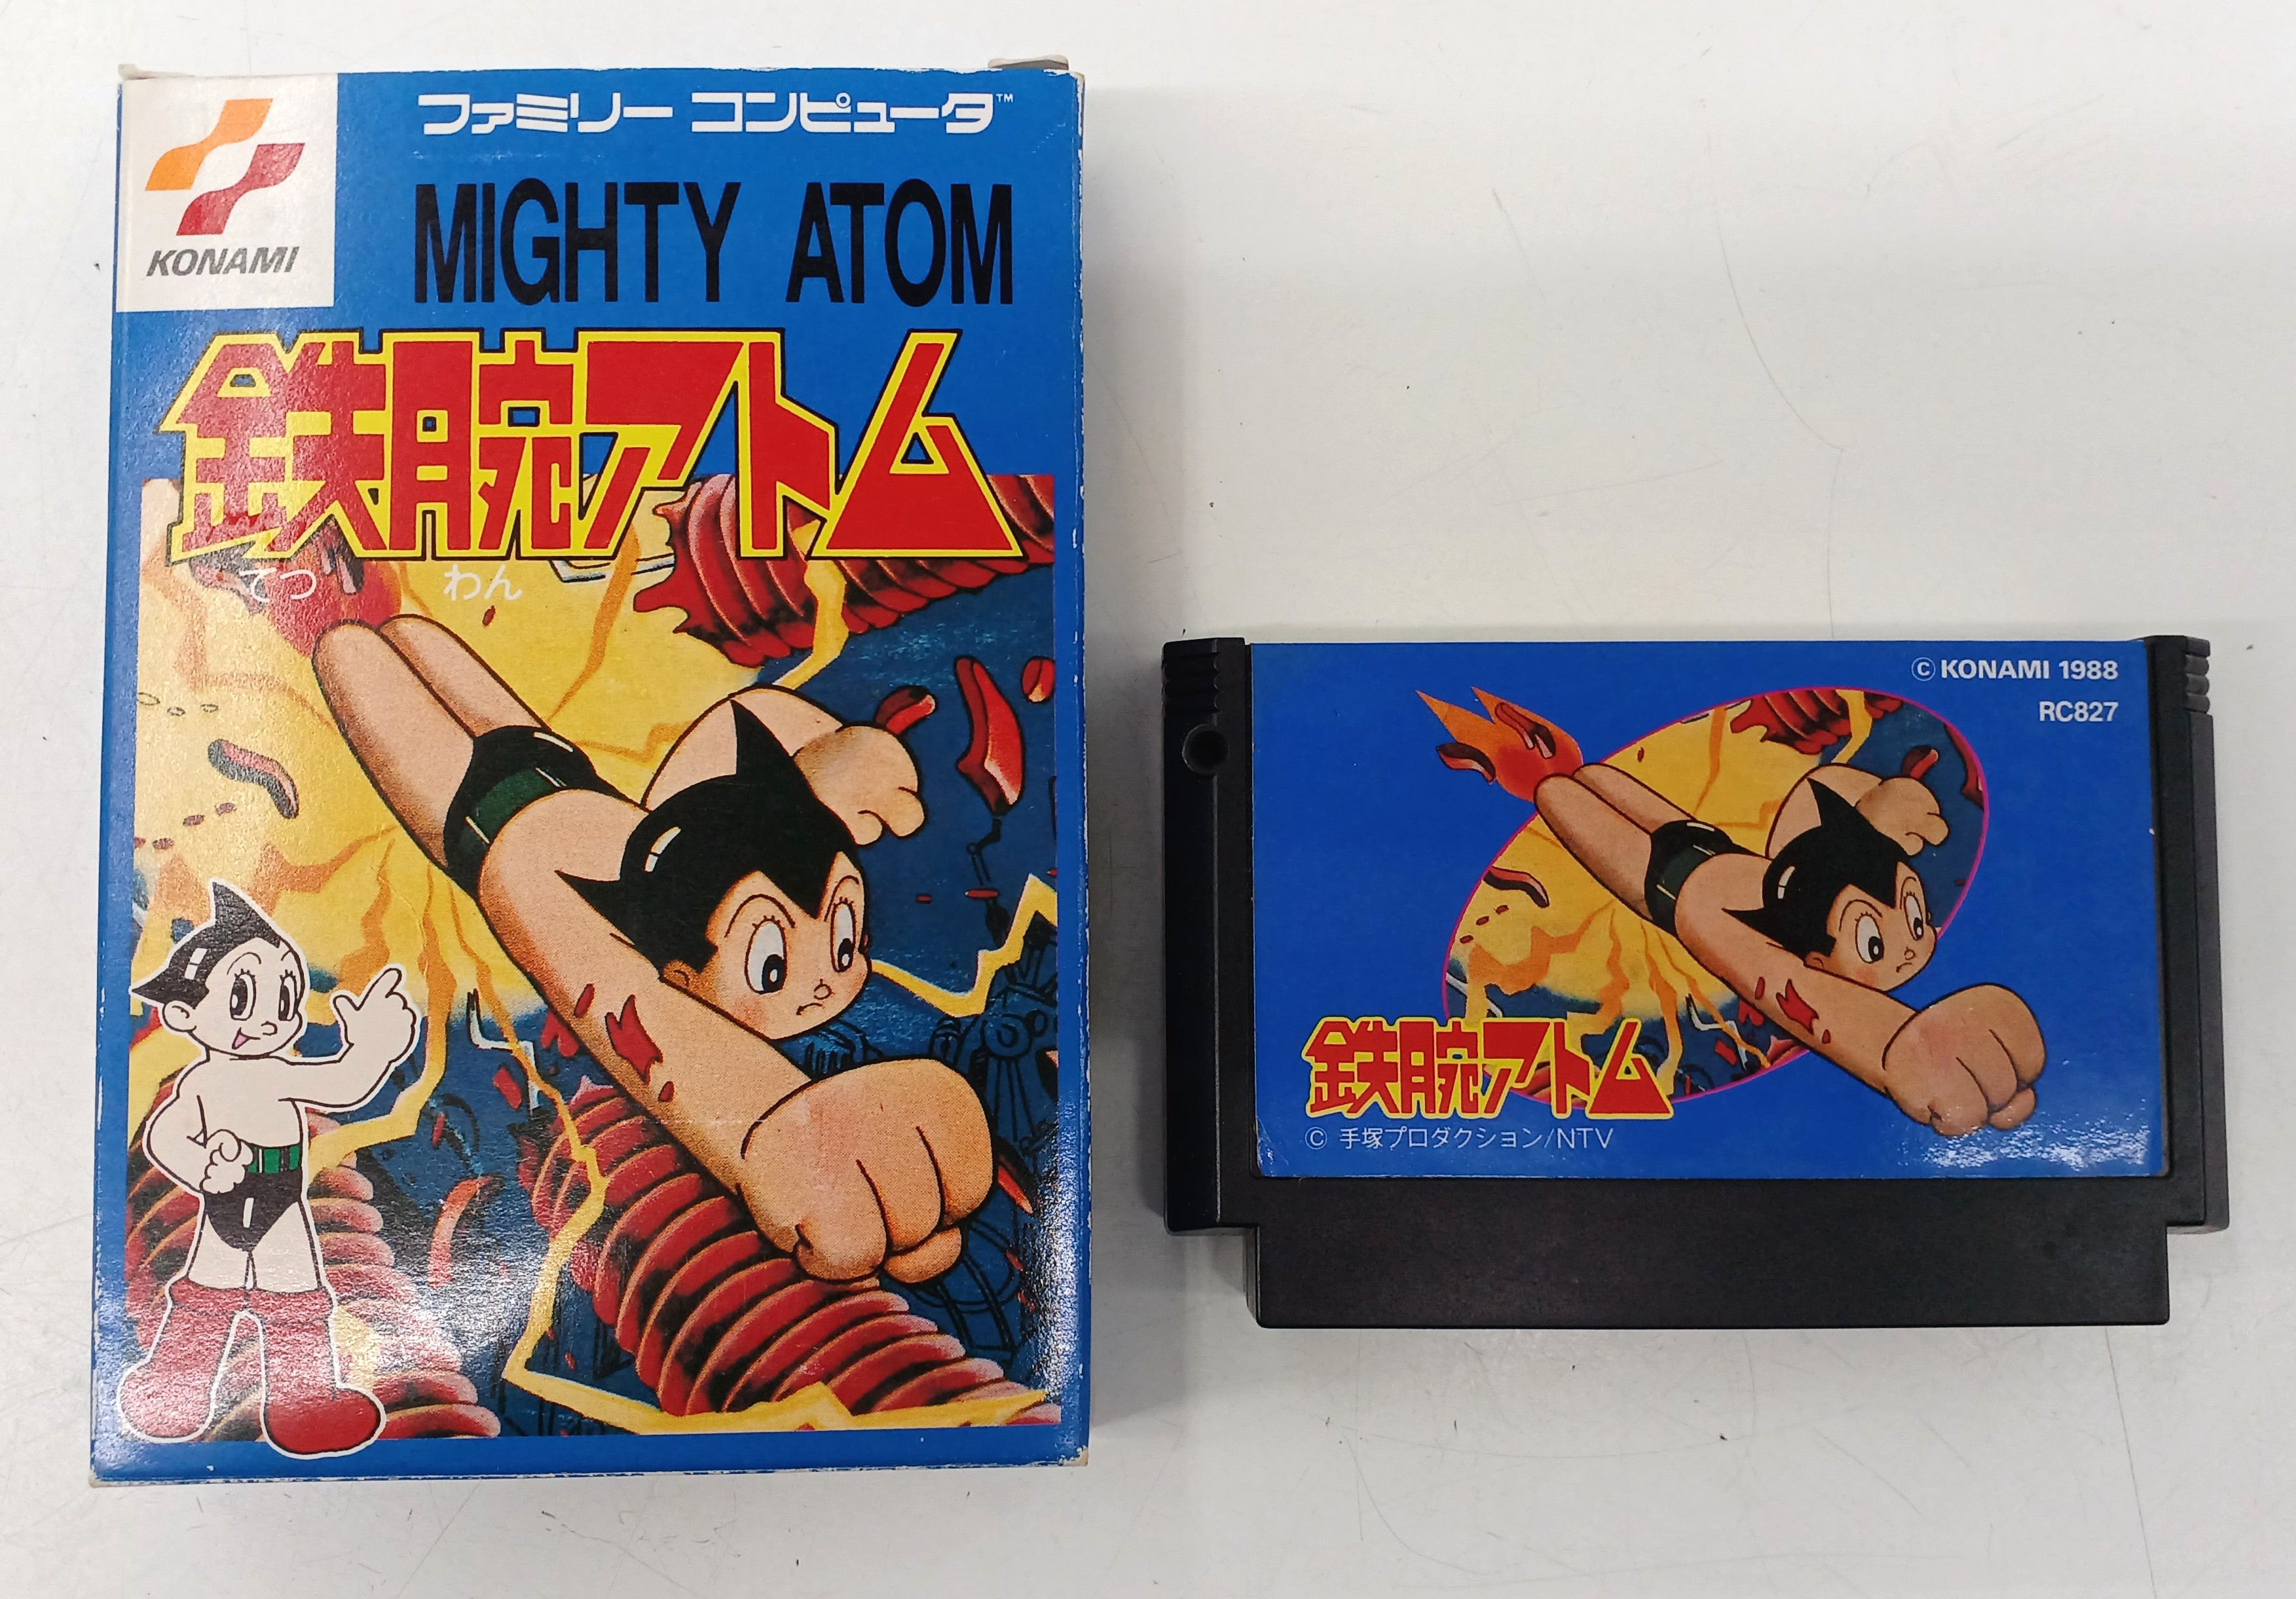 ファミリー コンピュータ™
KONAMI
MIGHTY ATOM
鉄腕アトム
てつ わん
© KONAMI 1988
RC827
鉄腕アトム
© 手塚プロダクション/NTV